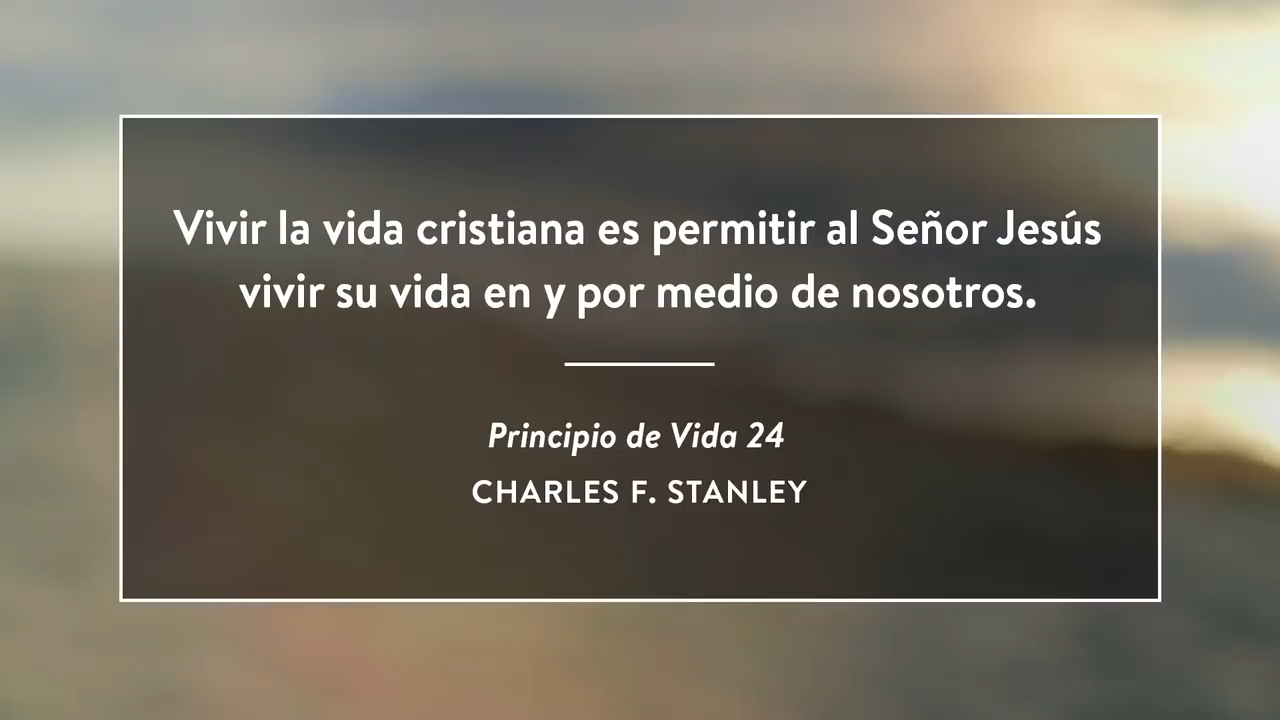 Vivir la vida cristiana es permitir al Señor Jesús
vivir su vida en y por medio de nosotros.
Principio de Vida 24
CHARLES F. STANLEY